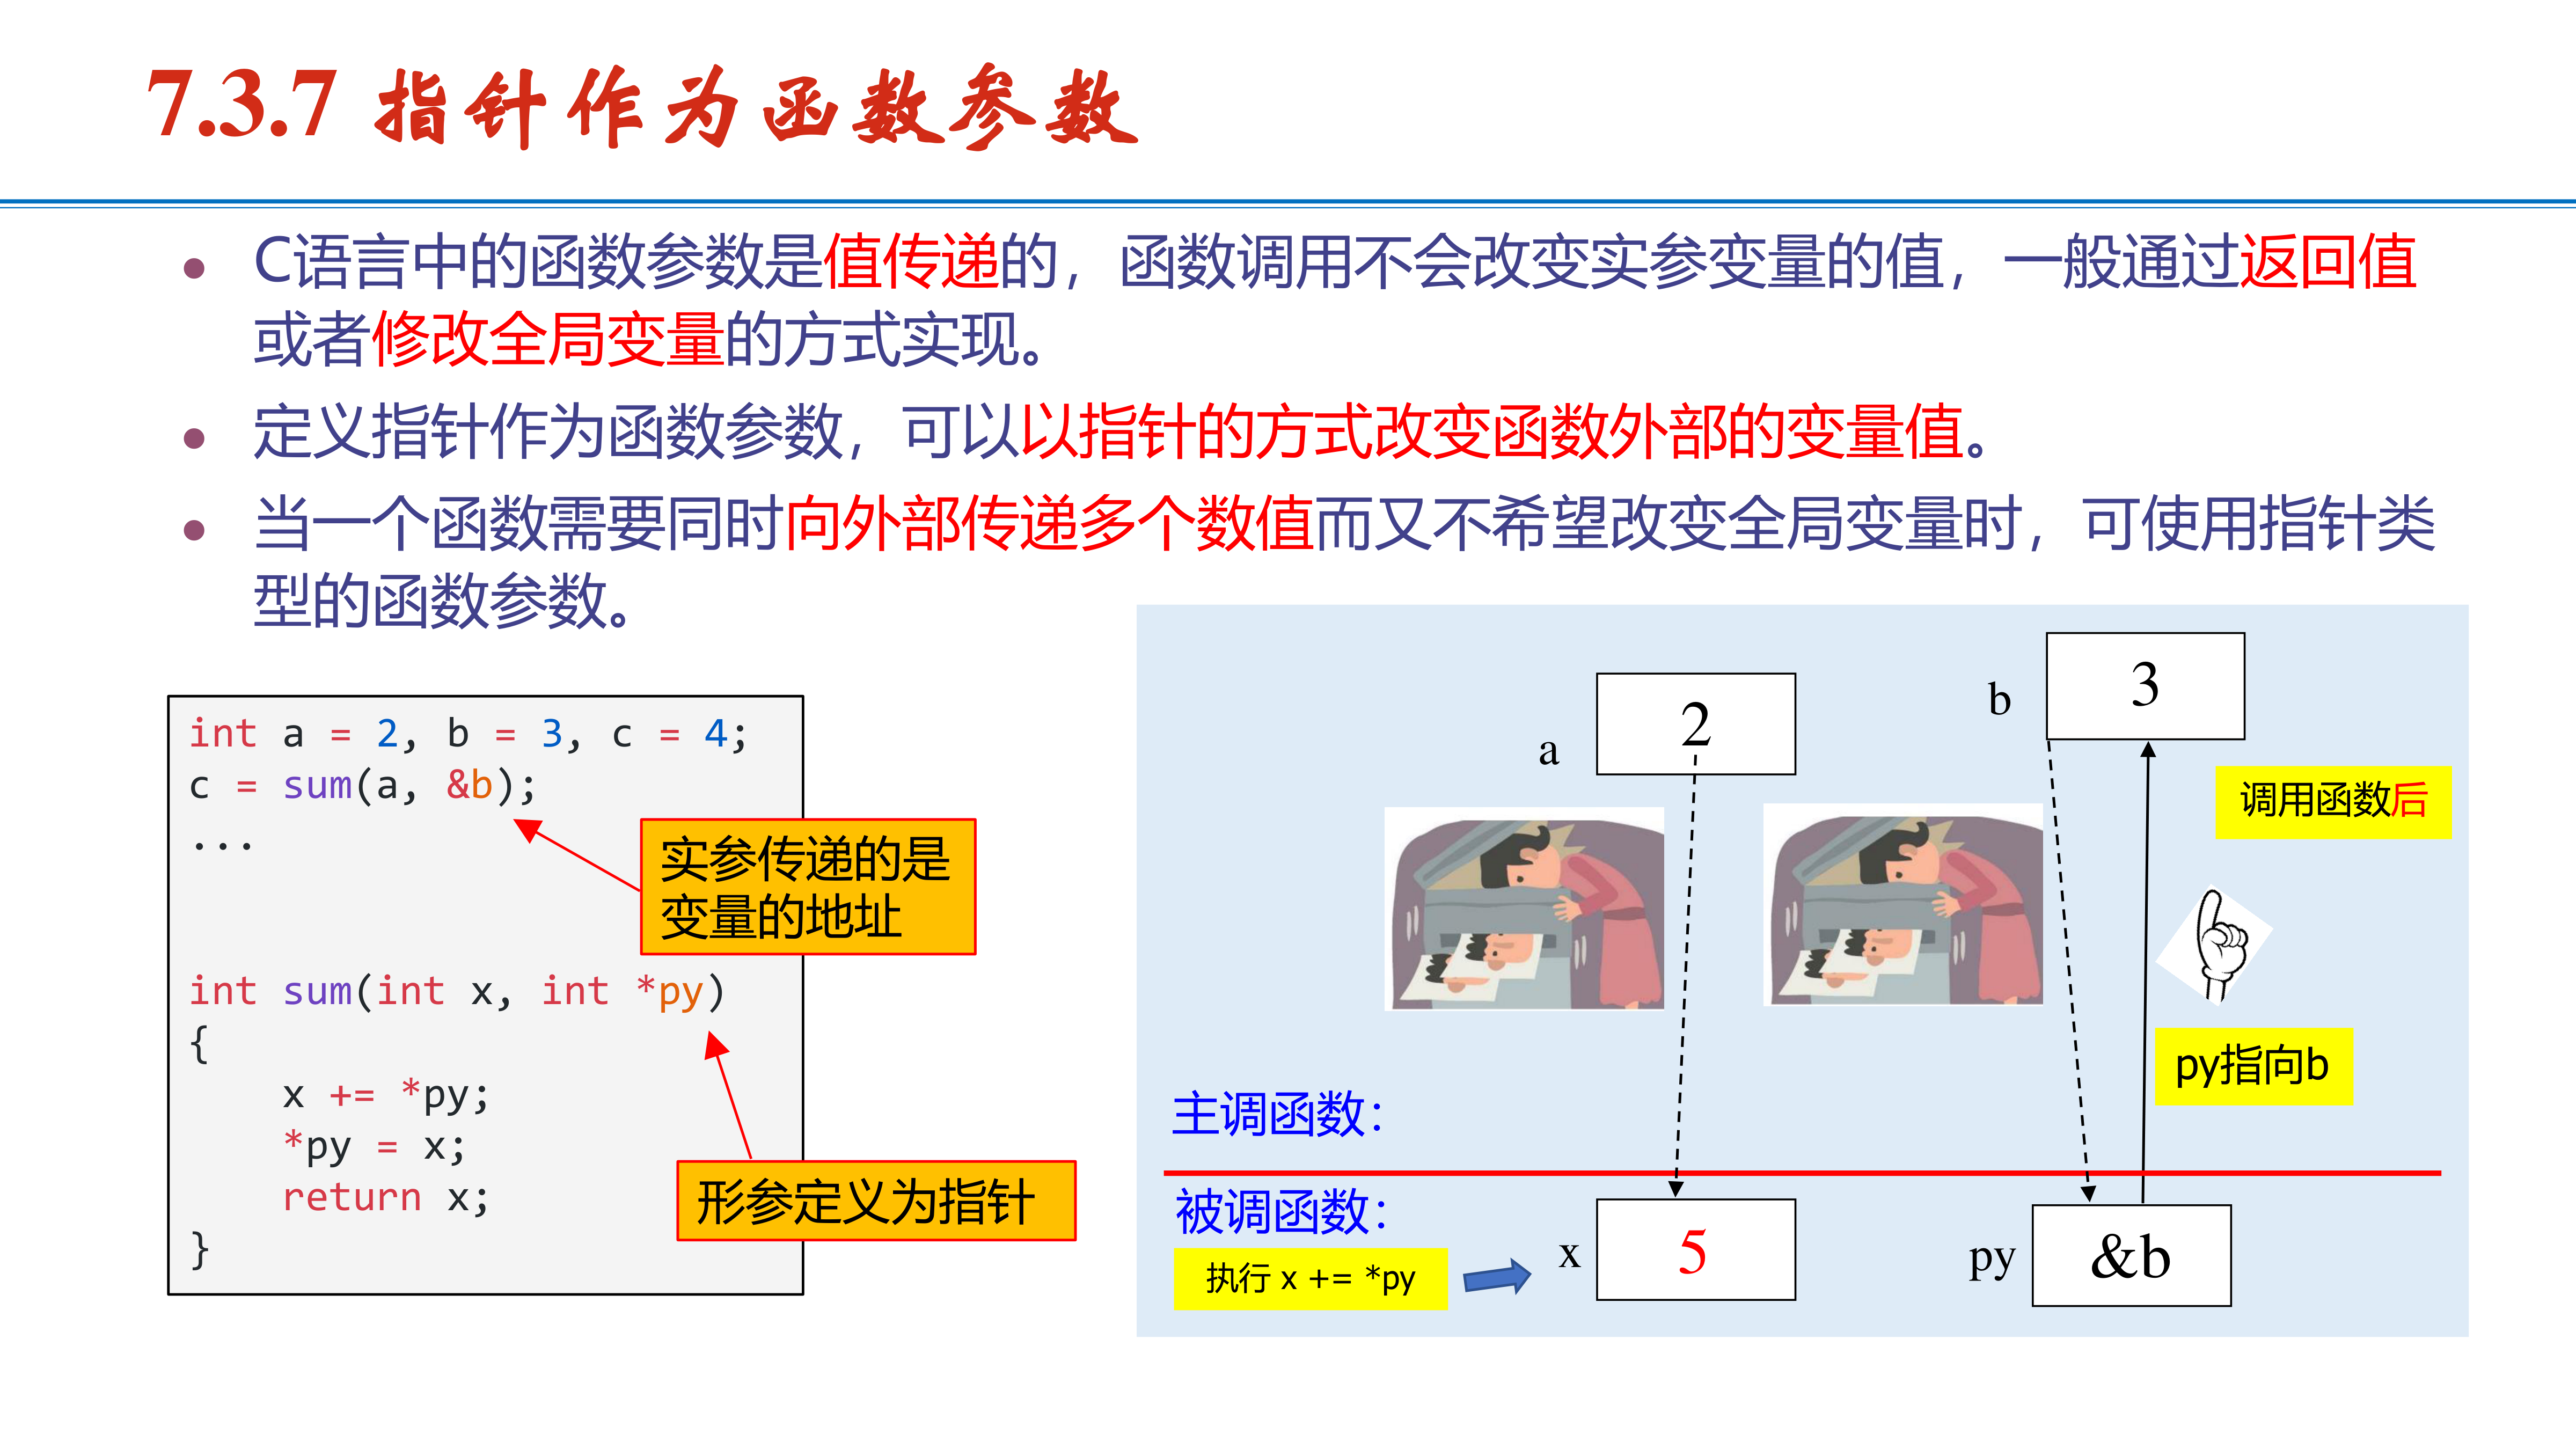 7.3.7 指针作为函数参数
C语言中的函数参数是值传递的，函数调用不会改变实参变量的值，一般通过返回值
或者修改全局变量的方式实现。
定义指针作为函数参数，可以以指针的方式改变函数外部的变量值。
当一个函数需要同时向外部传递多个数值而又不希望改变全局变量时，可使用指针类
型的函数参数。
int a = 2, b = 3, c = 4;
c = sum(a, &b);
...
实参传递的是
变量的地址
int sum(int x, int *py)
{
    x += *py;
    *py = x;
    return x;
}
形参定义为指针
a
2
b
3
调用函数后
py指向b
主调函数：
被调函数：
执行 x += *py
x
5
py
&b